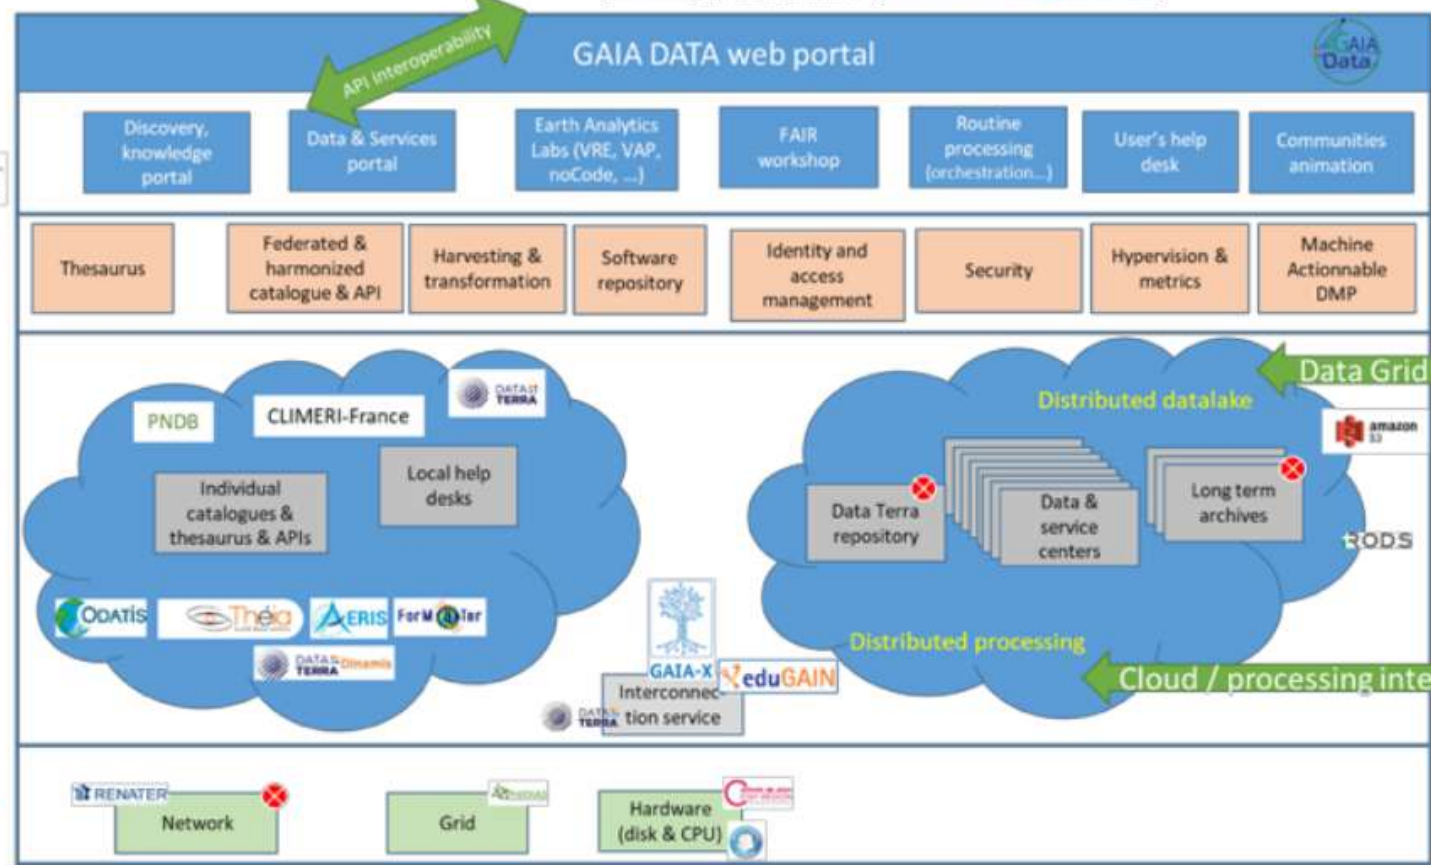 API interoperability
GAIA DATA web portal
GAIA
Data
Discovery,
knowledge
portal
Data & Services
portal
Earth Analytics
Labs (VRE, VAP,
noCode, ...)
FAIR
workshop
Routine
processing
(orchestration...)
User's help
desk
Communities
animation
Thesaurus
Federated &
harmonized
catalogue & API
Harvesting &
transformation
Software
repository
Identity and
access
management
Security
Hypervision &
metrics
Machine
Actionnable
DMP
PNDB
CLIMERI-France
DATA
TERRA
Individual
catalogues &
thesaurus & APIs
Local help
desks
ODATIS
Théia
AERIS
ForM@Ter
DATA
TERRA Dinamis
Data Grid
Distributed datalake
amazon
S3
Data Terra
repository
Data &
service
centers
Long term
archives
RODS
Distributed processing
Cloud / processing inte
GAIA-X
eduGAIN
DATA
TERRA
Interconnec-
tion service
RENATER
Network
Grid
Hardware
(disk & CPU)